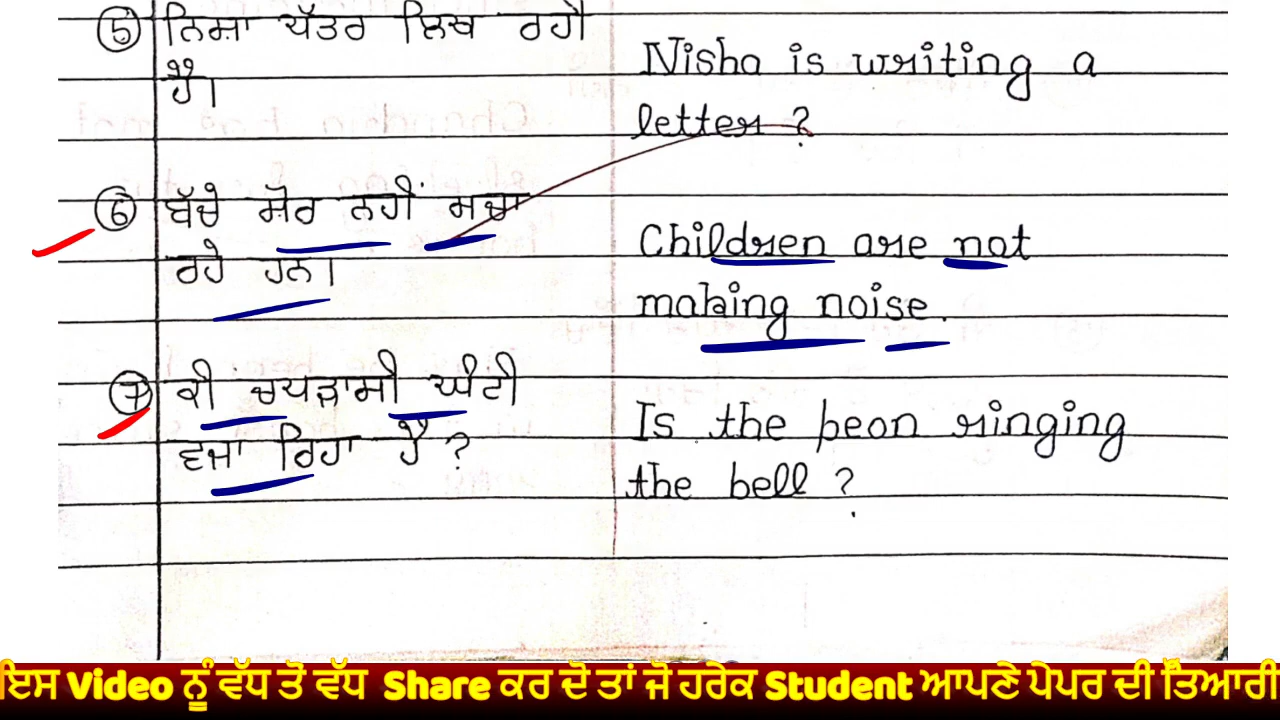 ⑤ ਨਿਸ਼ਾ ਪੱਤਰ ਲਿਖ ਰਹੀ
ਹੈ।
Nisha is writing a
letter ?
⑥ ਬੱਚੇ ਸ਼ੋਰ ਨਹੀਂ ਮਚਾ
ਰਹੇ ਹਨ।
Children are not
making noise.
⑦ ਕੀ ਚਪੜਾਸੀ ਘੰਟੀ
ਵਜਾ ਰਿਹਾ ਹੈ ?
Is the peon ringing
the bell ?
ਇਸ Video ਨੂੰ ਵੱਧ ਤੋਂ ਵੱਧ Share ਕਰ ਦੋ ਤਾਂ ਜੋ ਹਰੇਕ Student ਆਪਣੇ ਪੇਪਰ ਦੀ ਤਿਆਰੀ